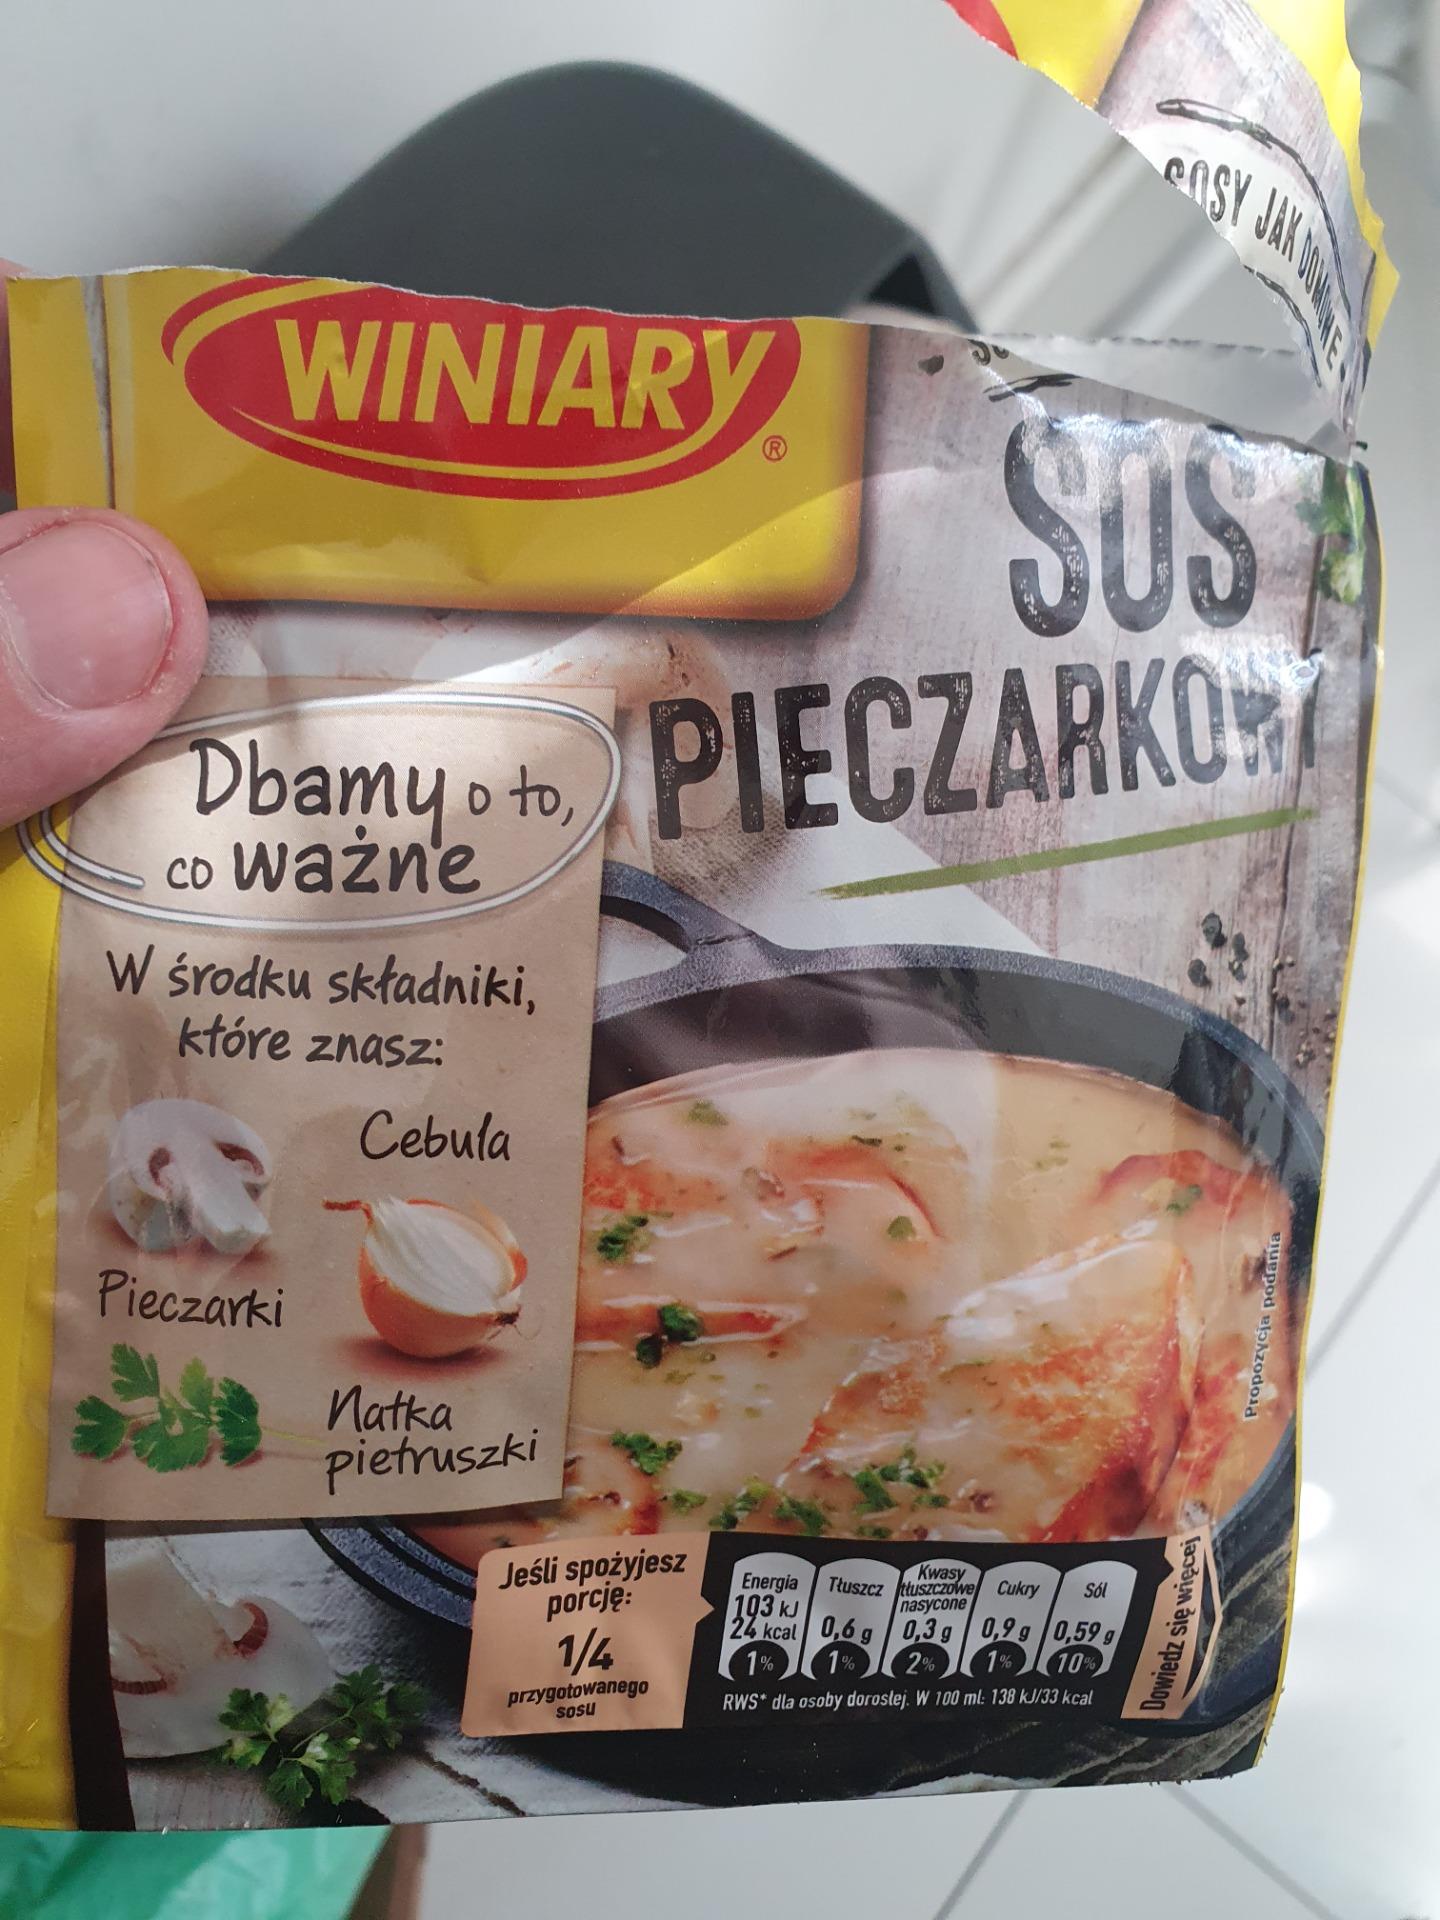 SOSY JAK DOMOWE
WINIARY
®
SOS
PIECZARKOWY
Dbamy o to,
co ważne
W środku składniki,
które znasz:
Cebula
Pieczarki
Natka
pietruszki
Propozycja podania
Jeśli spożyjesz
porcję:
1/4
przygotowanego
sosu
Energia
103 kJ
24 kcal
1%
Tłuszcz
0,6 g
1%
Kwasy
tłuszczowe
nasycone
0,3 g
2%
Cukry
0,9 g
1%
Sól
0,59 g
10%
RWS* dla osoby dorosłej. W 100 ml: 138 kJ/33 kcal
Dowiedz się więcej